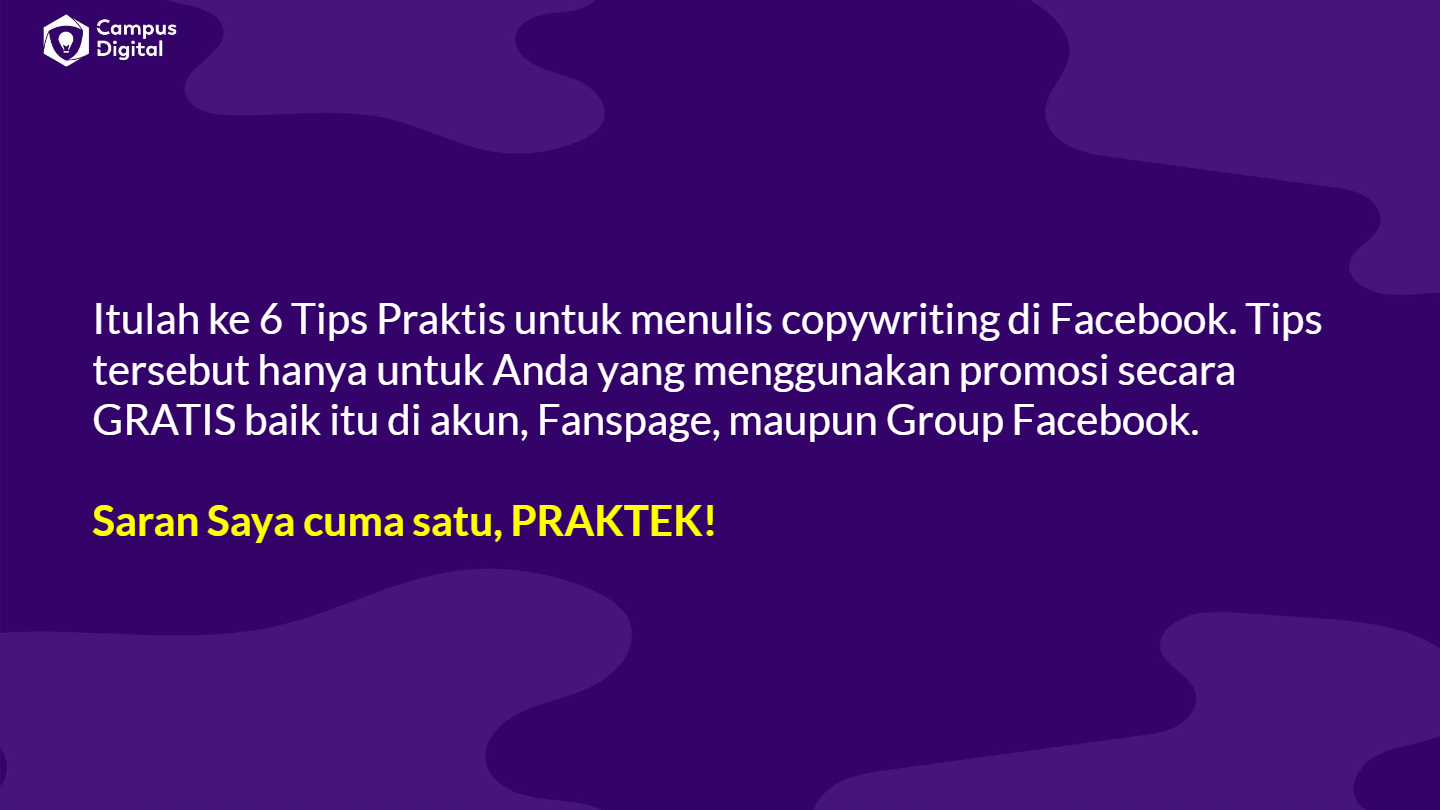 Campus
Digital
Itulah ke 6 Tips Praktis untuk menulis copywriting di Facebook. Tips
tersebut hanya untuk Anda yang menggunakan promosi secara
GRATIS baik itu di akun, Fanspage, maupun Group Facebook.
Saran Saya cuma satu, PRAKTEK!